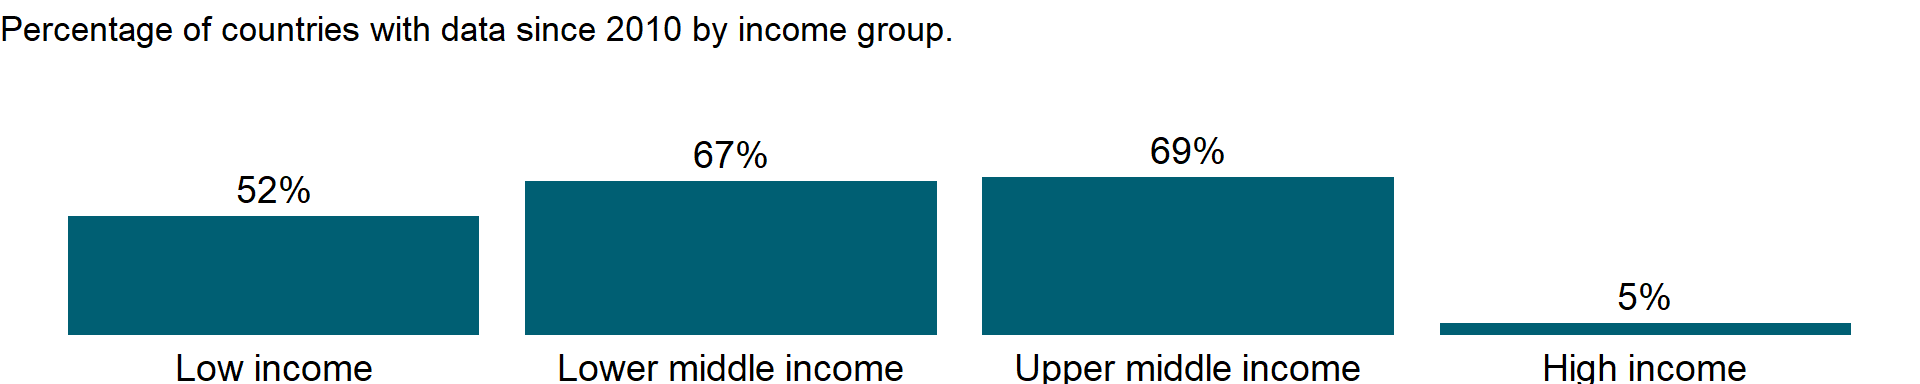 Percentage of countries with data since 2010 by income group.
52%
67%
69%
5%
Low income
Lower middle income
Upper middle income
High income